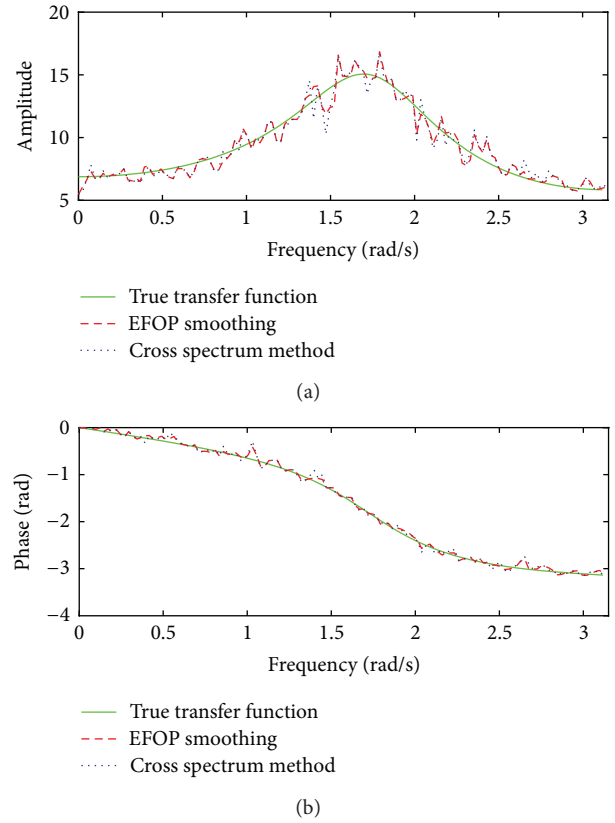 20
15
10
5
Amplitude
0
0.5
1
1.5
2
2.5
3
Frequency (rad/s)
True transfer function
EFOP smoothing
Cross spectrum method
(a)
0
−1
−2
−3
−4
Phase (rad)
0
0.5
1
1.5
2
2.5
3
Frequency (rad/s)
True transfer function
EFOP smoothing
Cross spectrum method
(b)